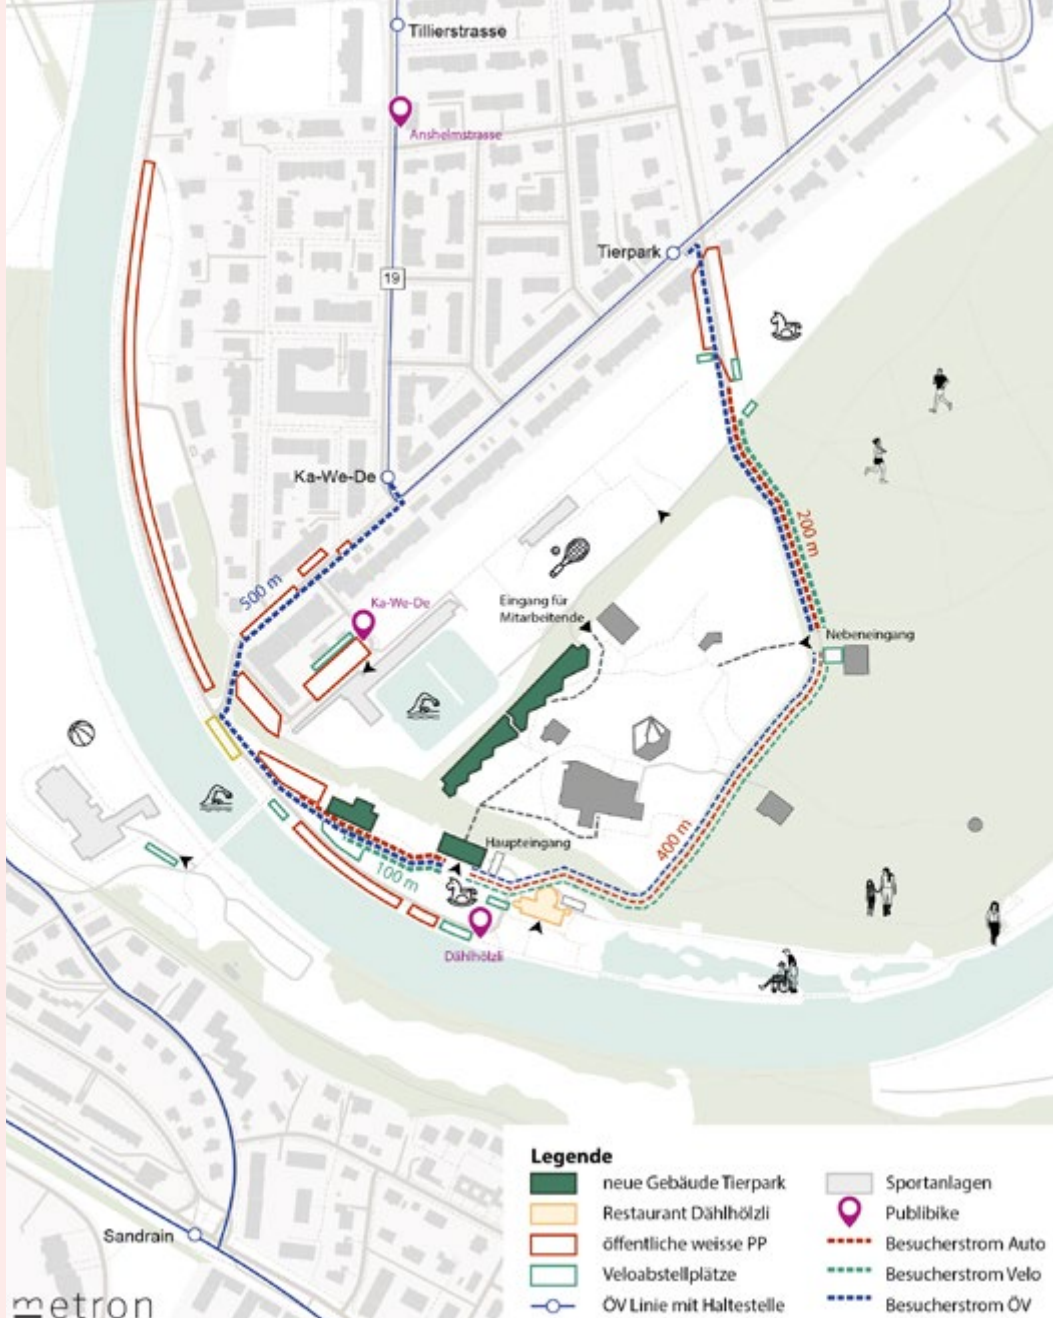 Tillierstrasse
Anshelmstrasse
Tierpark
19
Ka-We-De
500 m
Ka-We-De
Eingang für
Mitarbeitende
200 m
Nebeneingang
Haupteingang
400 m
100 m
Dählhölzli
Sandrain
metron
Legende
neue Gebäude Tierpark
Restaurant Dählhölzli
öffentliche weisse PP
Veloabstellplätze
ÖV Linie mit Haltestelle
Sportanlagen
Publibike
Besucherstrom Auto
Besucherstrom Velo
Besucherstrom ÖV